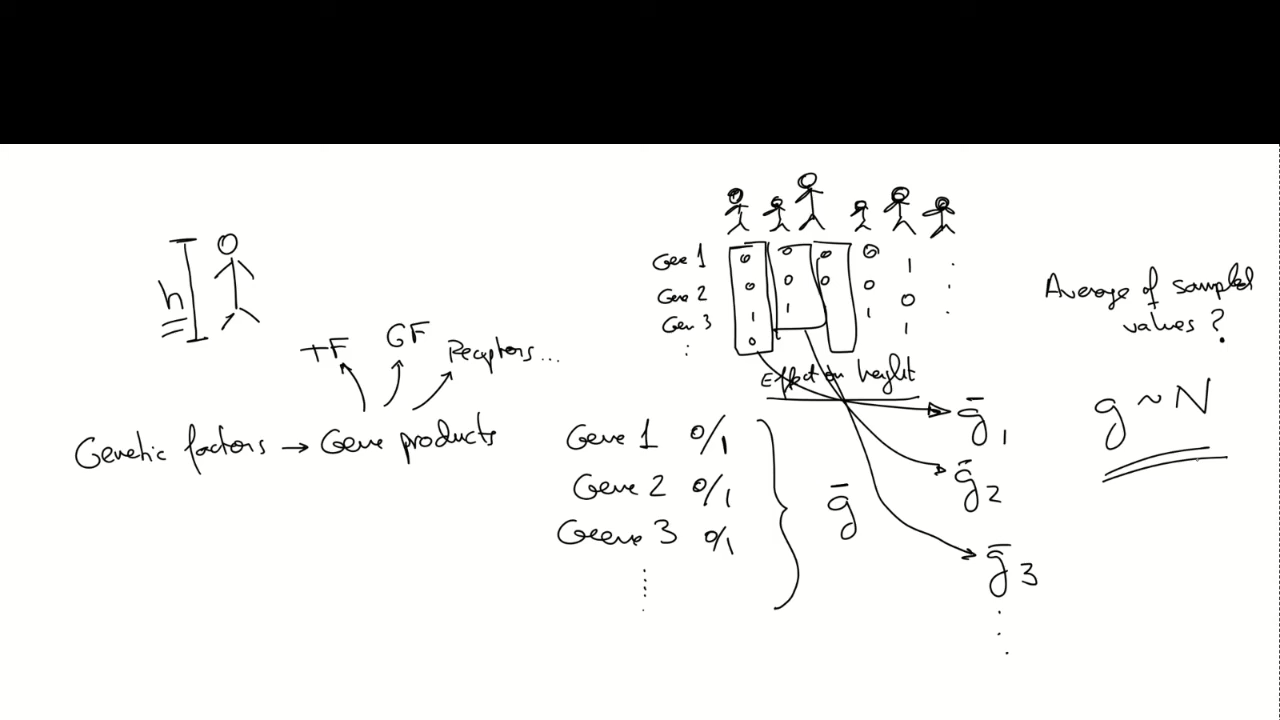 h
TF GF Receptors...
Genetic factors → Gene products
Gene 1 0 0 0 0 1 .
Gene 2 0 0 0 0 0 .
Gen 3 1 1 1 1 .
⋮ 0
Effect on height
Gene 1 0/1
Gene 2 0/1
Geene 3 0/1
ḡ
ḡ1
ḡ2
ḡ3
Average of sampled
values ?
g ~ N